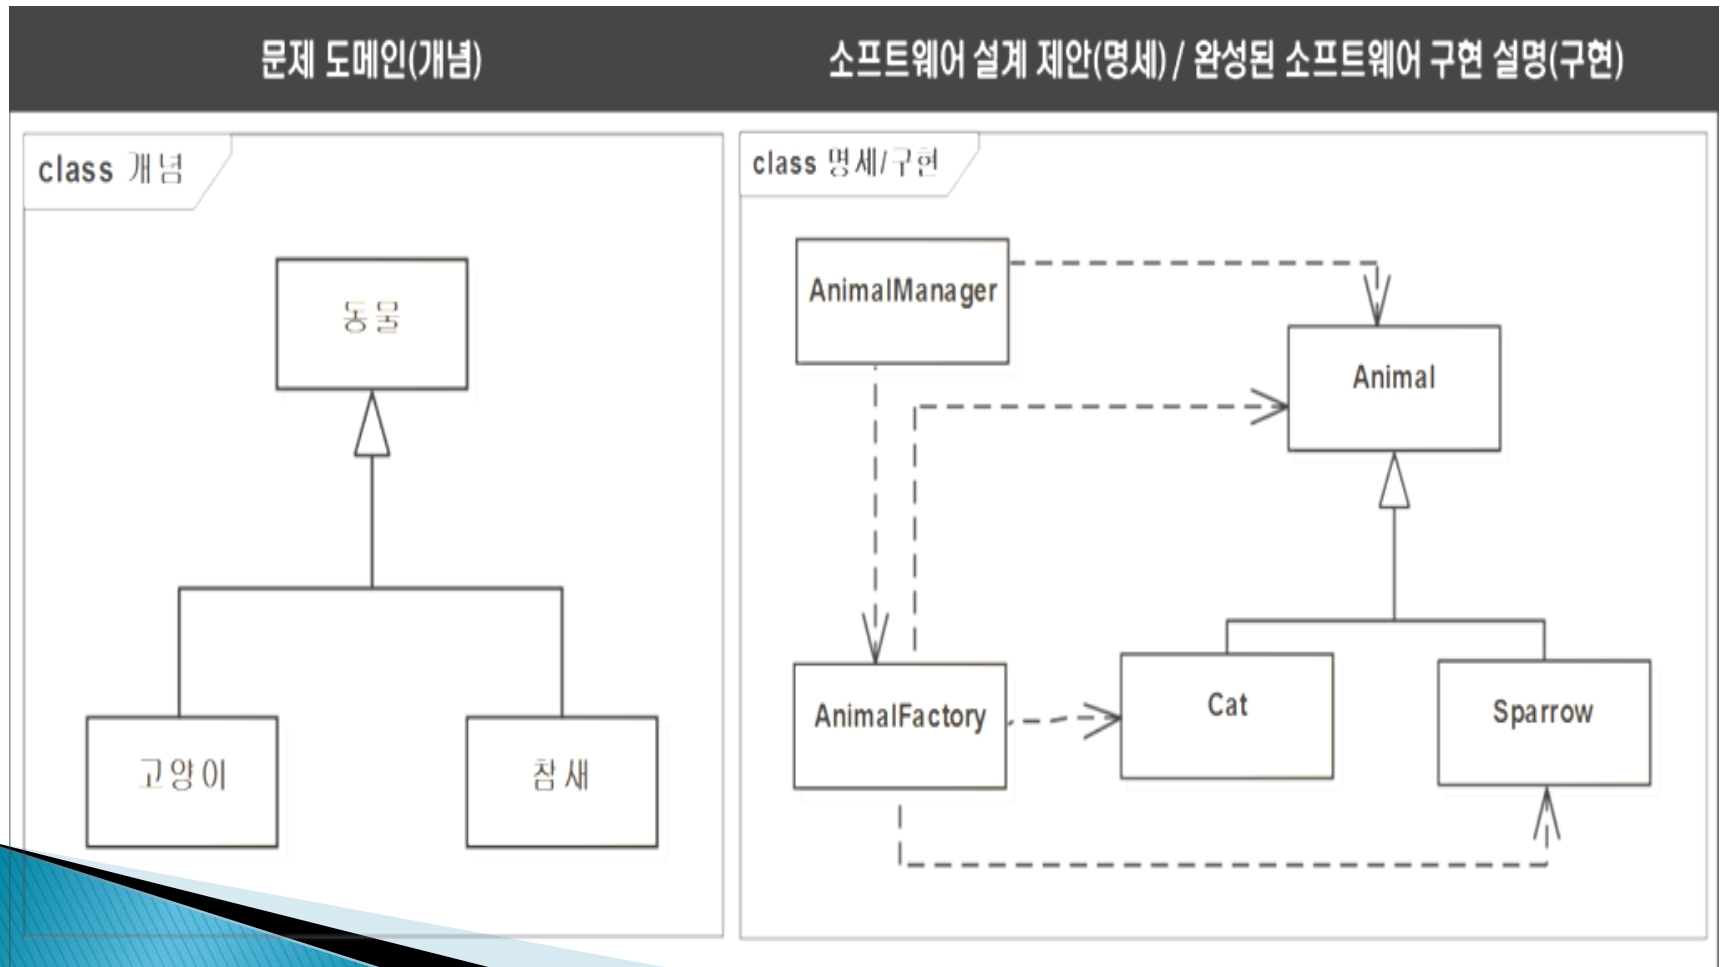 문제 도메인(개념)
소프트웨어 설계 제안(명세) / 완성된 소프트웨어 구현 설명(구현)
class 개념
동물
고양이
참새
class 명세/구현
AnimalManager
Animal
AnimalFactory
Cat
Sparrow